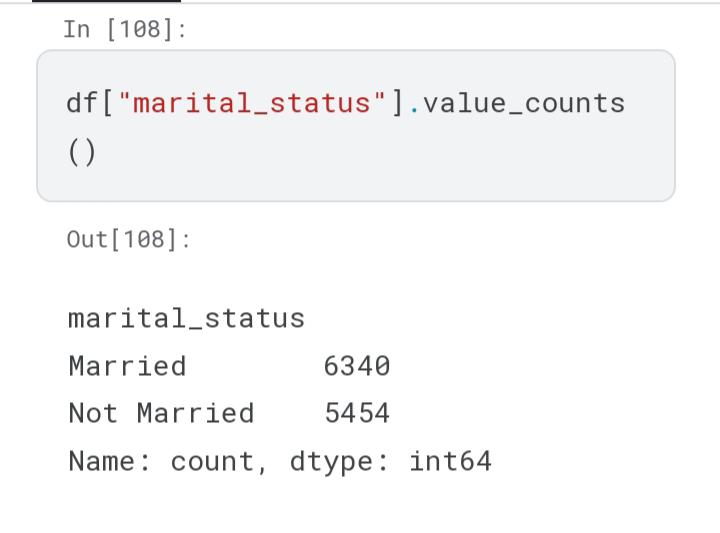 In [108]:
df["marital_status"].value_counts
()
Out[108]:
marital_status
Married        6340
Not Married    5454
Name: count, dtype: int64